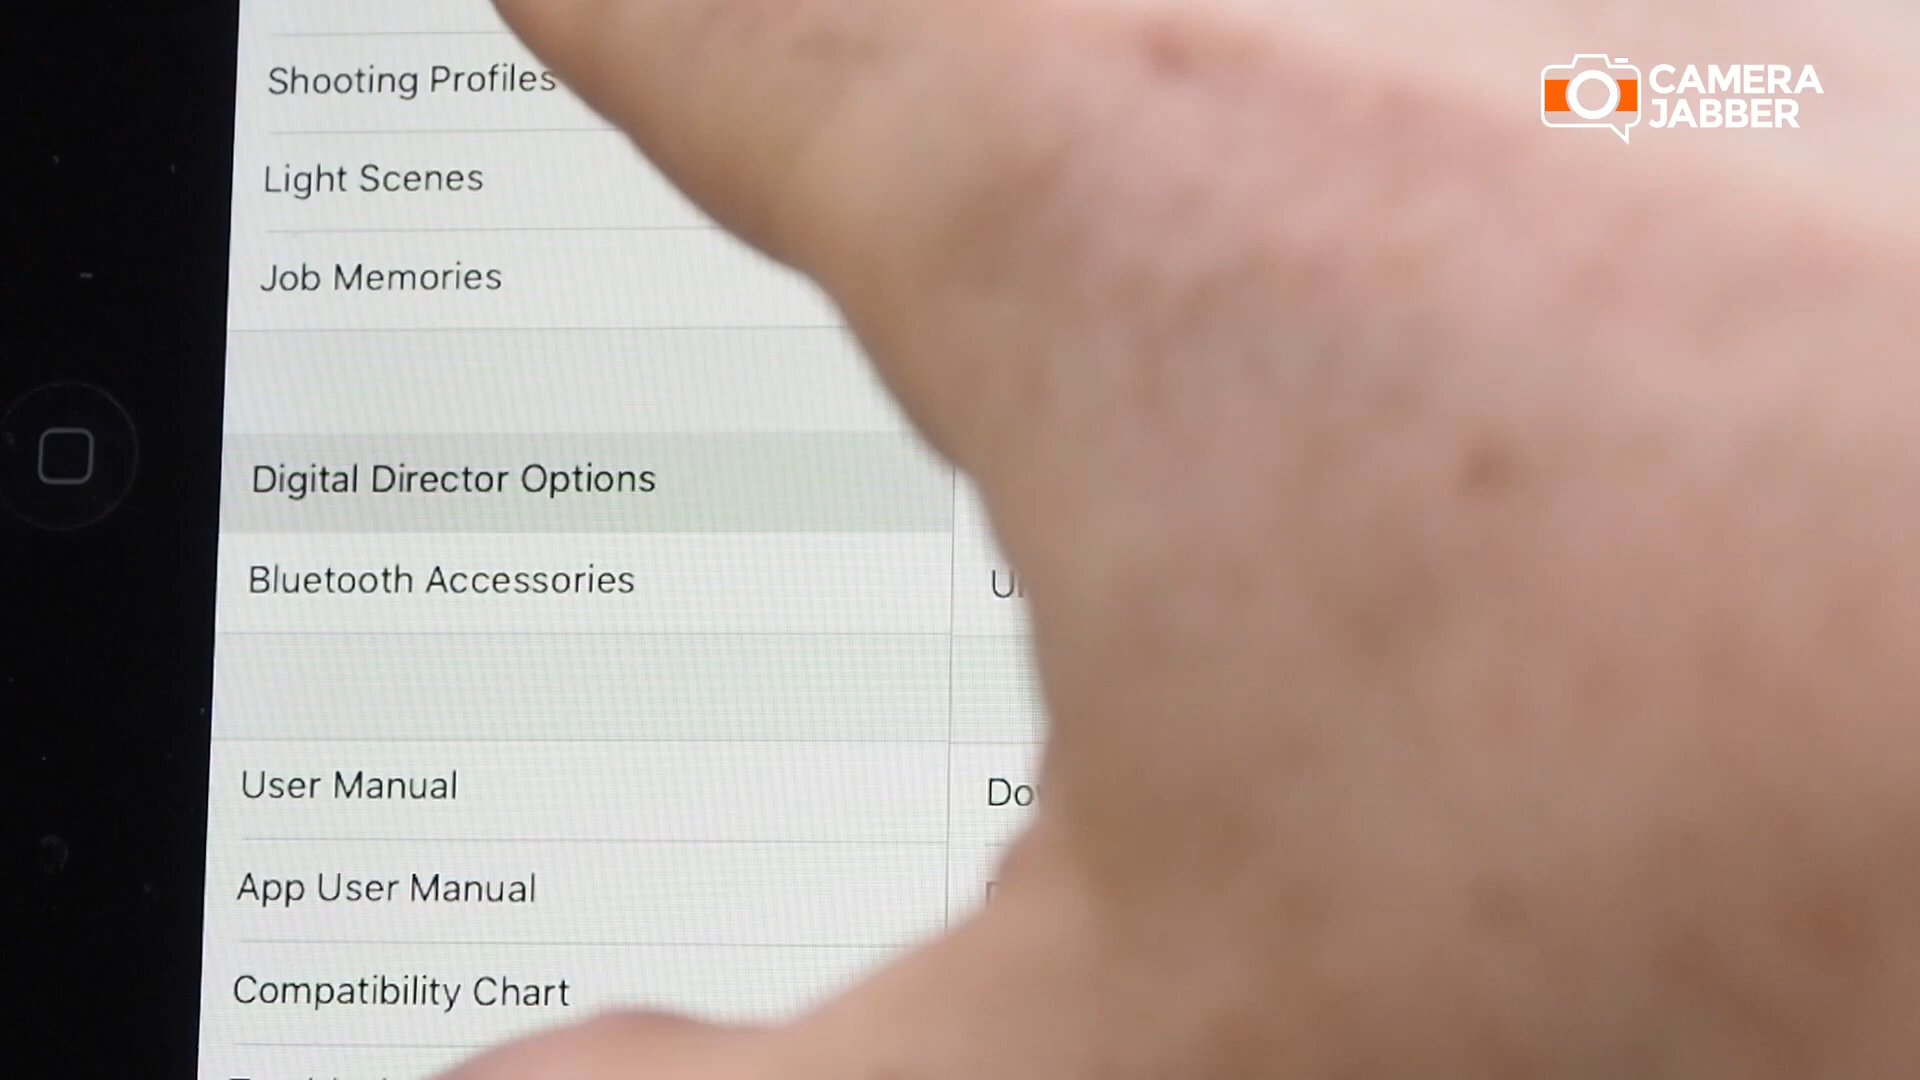 CAMERA
JABBER
Shooting Profiles
Light Scenes
Job Memories
Digital Director Options
Bluetooth Accessories
User Manual
App User Manual
Compatibility Chart